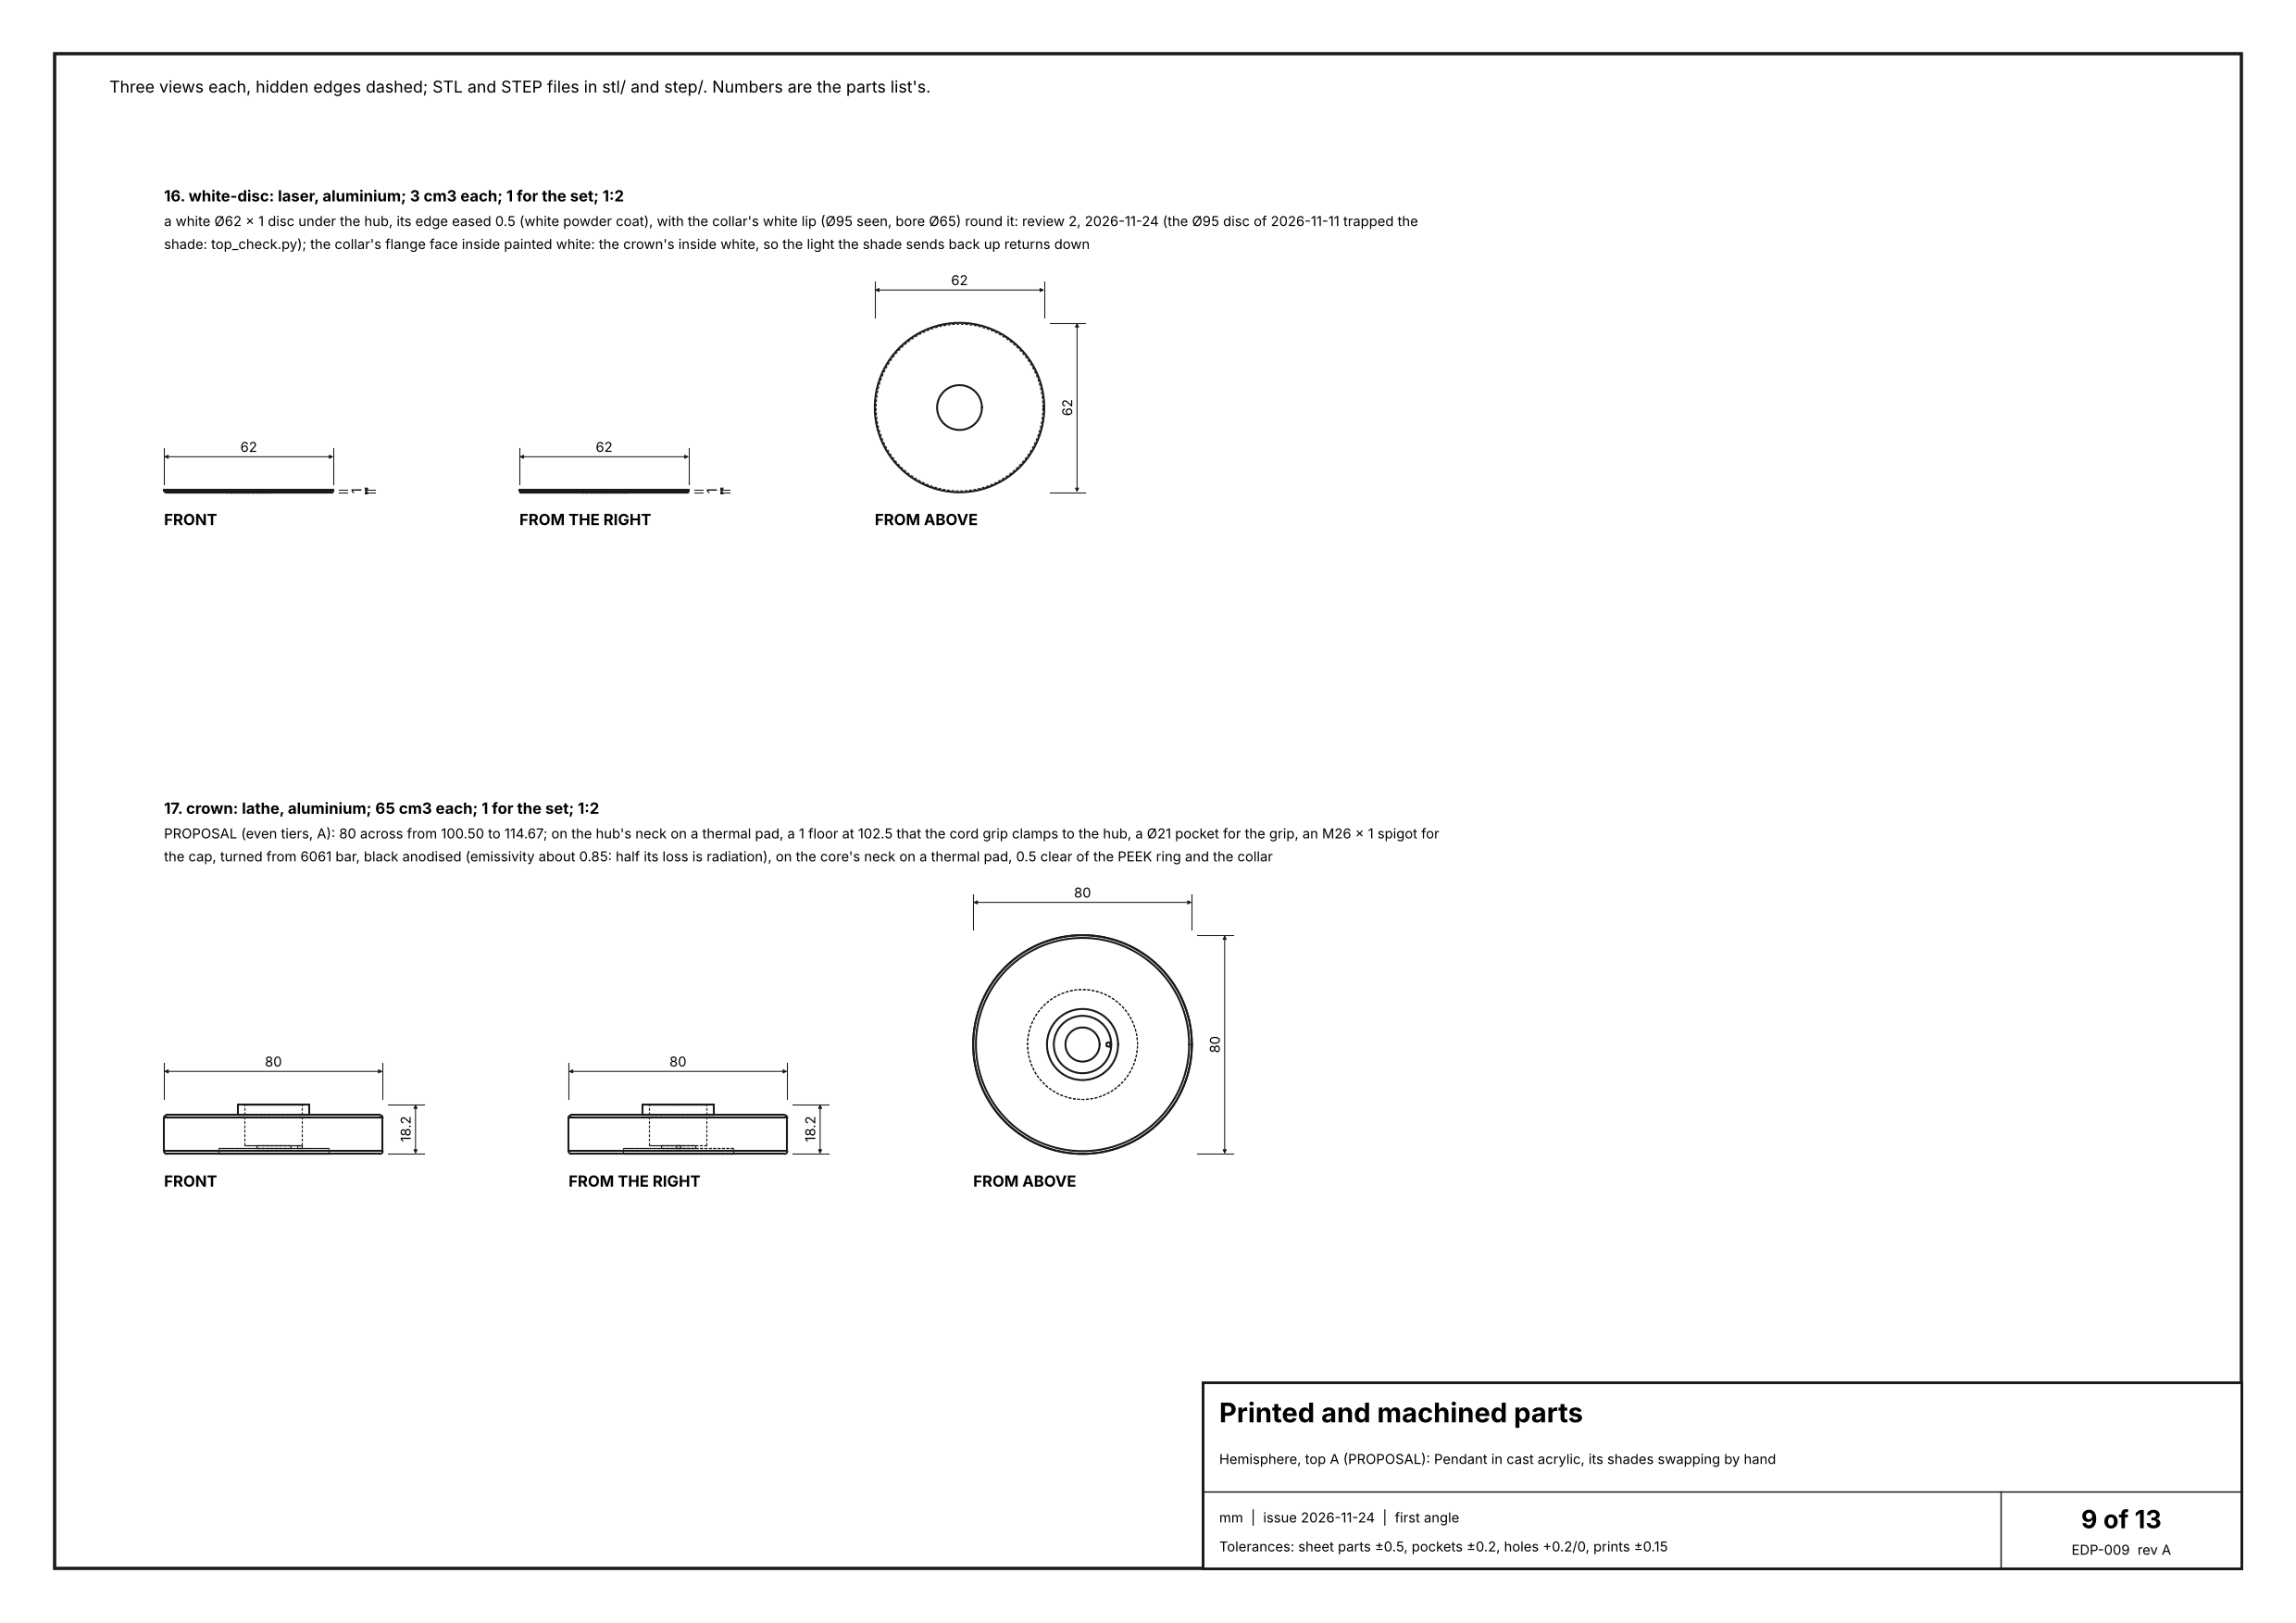 Three views each, hidden edges dashed; STL and STEP files in stl/ and step/. Numbers are the parts list's.
16. white-disc: laser, aluminium; 3 cm3 each; 1 for the set; 1:2
a white Ø62 × 1 disc under the hub, its edge eased 0.5 (white powder coat), with the collar's white lip (Ø95 seen, bore Ø65) round it: review 2, 2026-11-24 (the Ø95 disc of 2026-11-11 trapped the
shade: top_check.py); the collar's flange face inside painted white: the crown's inside white, so the light the shade sends back up returns down
62
62
62
62
1
1
FRONT
FROM THE RIGHT
FROM ABOVE
17. crown: lathe, aluminium; 65 cm3 each; 1 for the set; 1:2
PROPOSAL (even tiers, A): 80 across from 100.50 to 114.67; on the hub's neck on a thermal pad, a 1 floor at 102.5 that the cord grip clamps to the hub, a Ø21 pocket for the grip, an M26 × 1 spigot for
the cap, turned from 6061 bar, black anodised (emissivity about 0.85: half its loss is radiation), on the core's neck on a thermal pad, 0.5 clear of the PEEK ring and the collar
80
80
80
80
18.2
18.2
FRONT
FROM THE RIGHT
FROM ABOVE
Printed and machined parts
Hemisphere, top A (PROPOSAL): Pendant in cast acrylic, its shades swapping by hand
mm | issue 2026-11-24 | first angle
Tolerances: sheet parts ±0.5, pockets ±0.2, holes +0.2/0, prints ±0.15
9 of 13
EDP-009 rev A